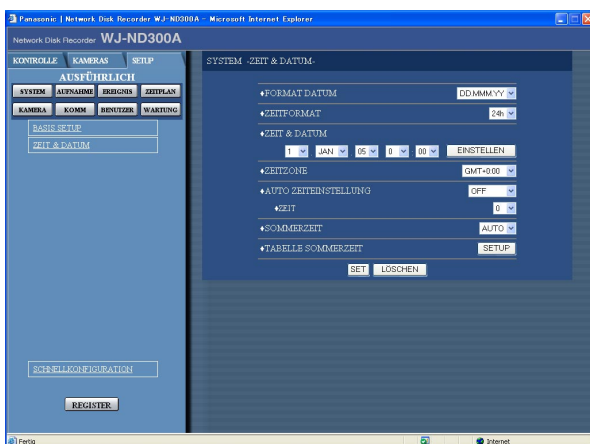 Panasonic | Network Disk Recorder WJ-ND300A - Microsoft Internet Explorer
Network Disk Recorder WJ-ND300A
KONTROLLE KAMERAS SETUP
AUSFÜHRLICH
SYSTEM AUFNAHME EREIGNIS ZEITPLAN
KAMERA KOMM BENUTZER WARTUNG
BASIS SETUP
ZEIT & DATUM
SCHNELLKONFIGURATION
REGISTER
SYSTEM -ZEIT & DATUM-
♦FORMAT DATUM DD.MMM.YY
♦ZEITFORMAT 24h
♦ZEIT & DATUM
1 . JAN . 05 0 : 00 EINSTELLEN
♦ZEITZONE GMT+0:00
♦AUTO ZEITEINSTELLUNG OFF
♦ZEIT 0
♦SOMMERZEIT AUTO
♦TABELLE SOMMERZEIT SETUP
SET LÖSCHEN
Fertig Internet